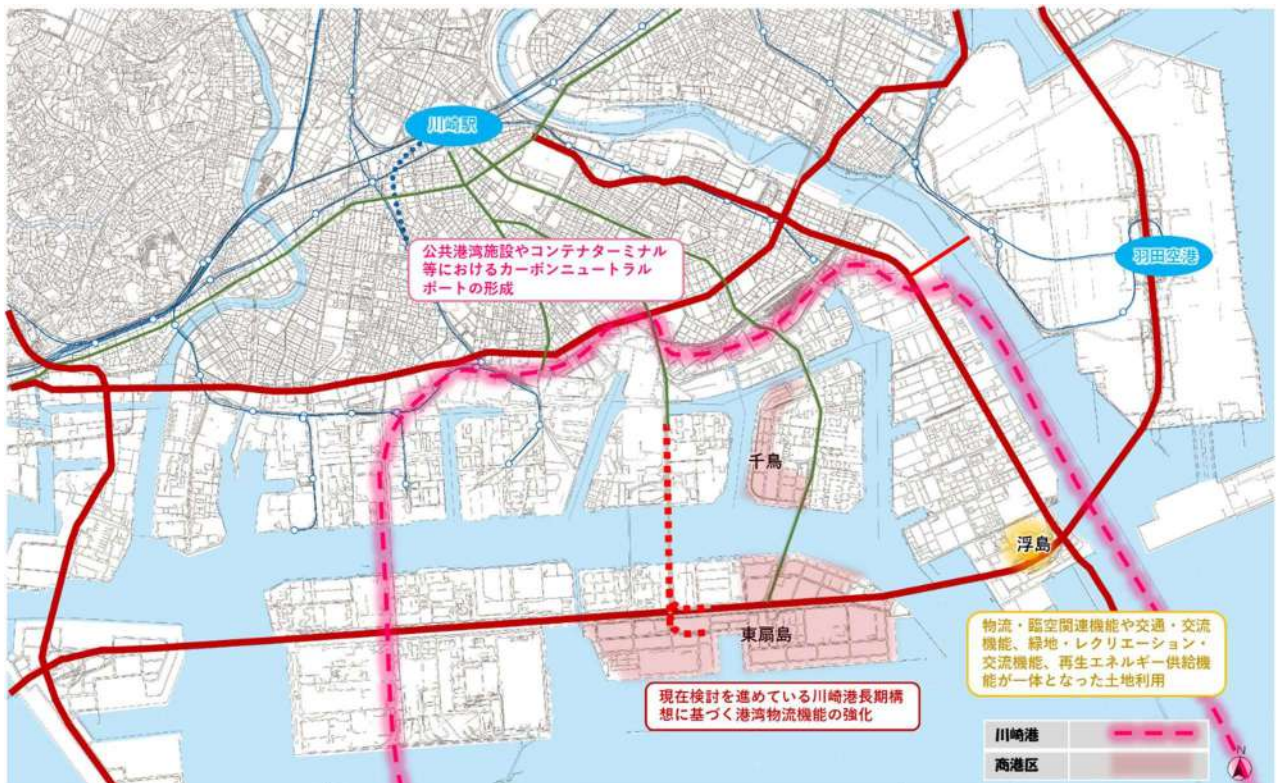 川崎駅
羽田空港
公共港湾施設やコンテナターミナル
等におけるカーボンニュートラル
ポートの形成
千鳥
浮島
東扇島
物流・臨空関連機能や交通・交流
機能、緑地・レクリエーション・
交流機能、再生エネルギー供給機
能が一体となった土地利用
現在検討を進めている川崎港長期構
想に基づく港湾物流機能の強化
川崎港
商港区
N